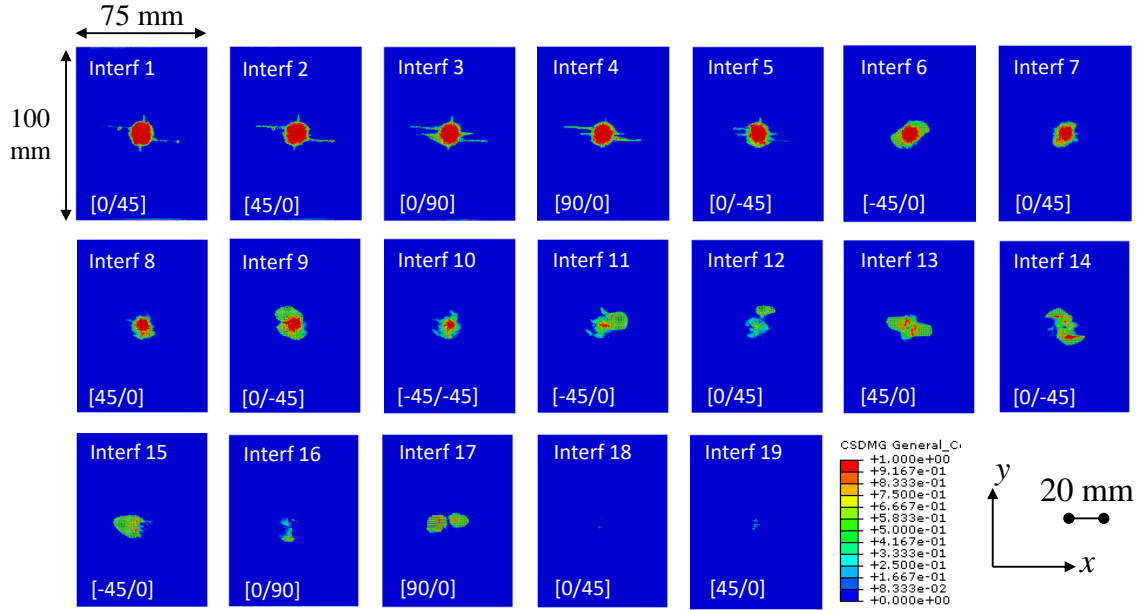 75 mm
100
mm
Interf 1
Interf 2
Interf 3
Interf 4
Interf 5
Interf 6
Interf 7
[0/45]
[45/0]
[0/90]
[90/0]
[0/-45]
[-45/0]
[0/45]
Interf 8
Interf 9
Interf 10
Interf 11
Interf 12
Interf 13
Interf 14
[45/0]
[0/-45]
[-45/-45]
[-45/0]
[0/45]
[45/0]
[0/-45]
Interf 15
Interf 16
Interf 17
Interf 18
Interf 19
[-45/0]
[0/90]
[90/0]
[0/45]
[45/0]
CSDMG General_Co
+1.000e+00
+9.167e-01
+8.333e-01
+7.500e-01
+6.667e-01
+5.833e-01
+5.000e-01
+4.167e-01
+3.333e-01
+2.500e-01
+1.667e-01
+8.333e-02
+0.000e+00
y
x
20 mm